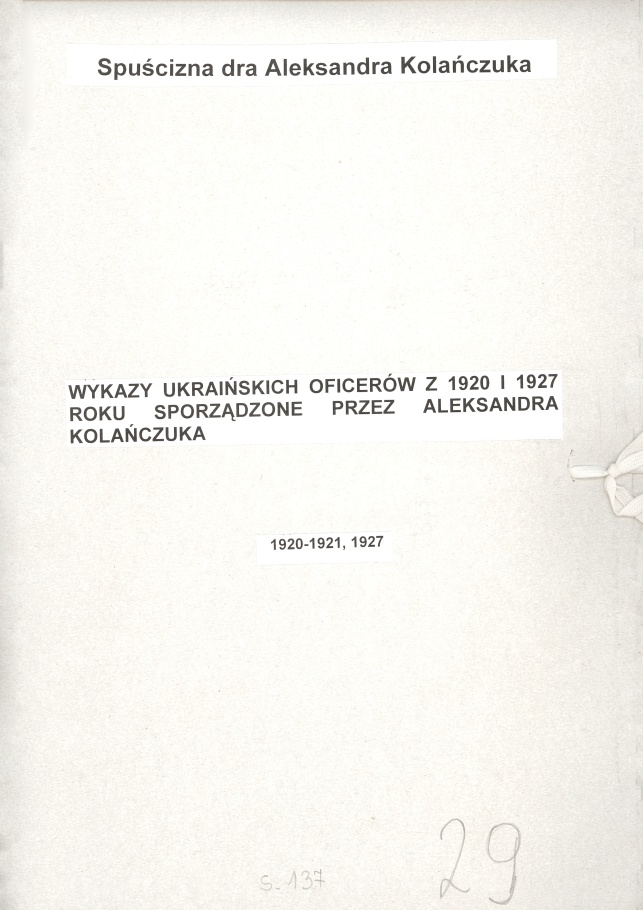 Spuścizna dra Aleksandra Kolańczuka
WYKAZY UKRAIŃSKICH OFICERÓW Z 1920 I 1927
ROKU SPORZĄDZONE PRZEZ ALEKSANDRA
KOLAŃCZUKA
1920-1921, 1927
29
s. 137